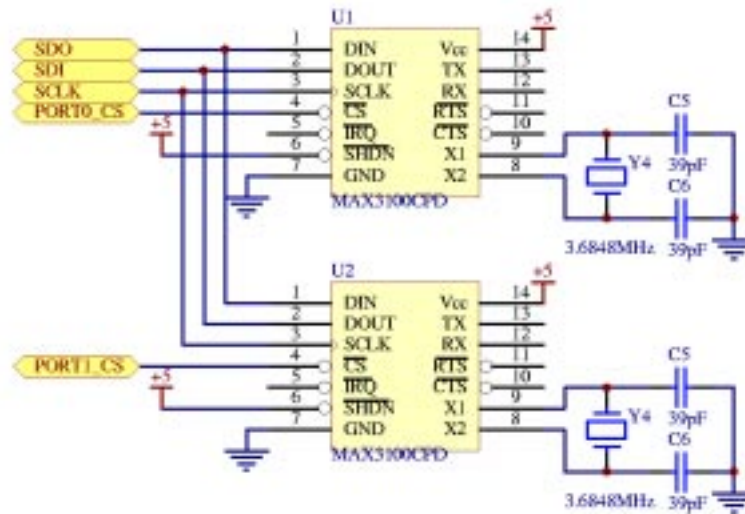 U1
SDO 1 DIN Vcc 14 +5
SDI 2 DOUT TX 13
SCLK 3 SCLK RX 12
PORT0_CS 4 CS RTS 11
+5 5 IRQ CTS 10
6 SHDN X1 9
7 GND X2 8
MAX3100CPD
C5
39pF
Y4
C6
39pF
3.6848MHz
U2
1 DIN Vcc 14 +5
2 DOUT TX 13
3 SCLK RX 12
PORT1_CS 4 CS RTS 11
+5 5 IRQ CTS 10
6 SHDN X1 9
7 GND X2 8
MAX3100CPD
C5
39pF
Y4
C6
39pF
3.6848MHz